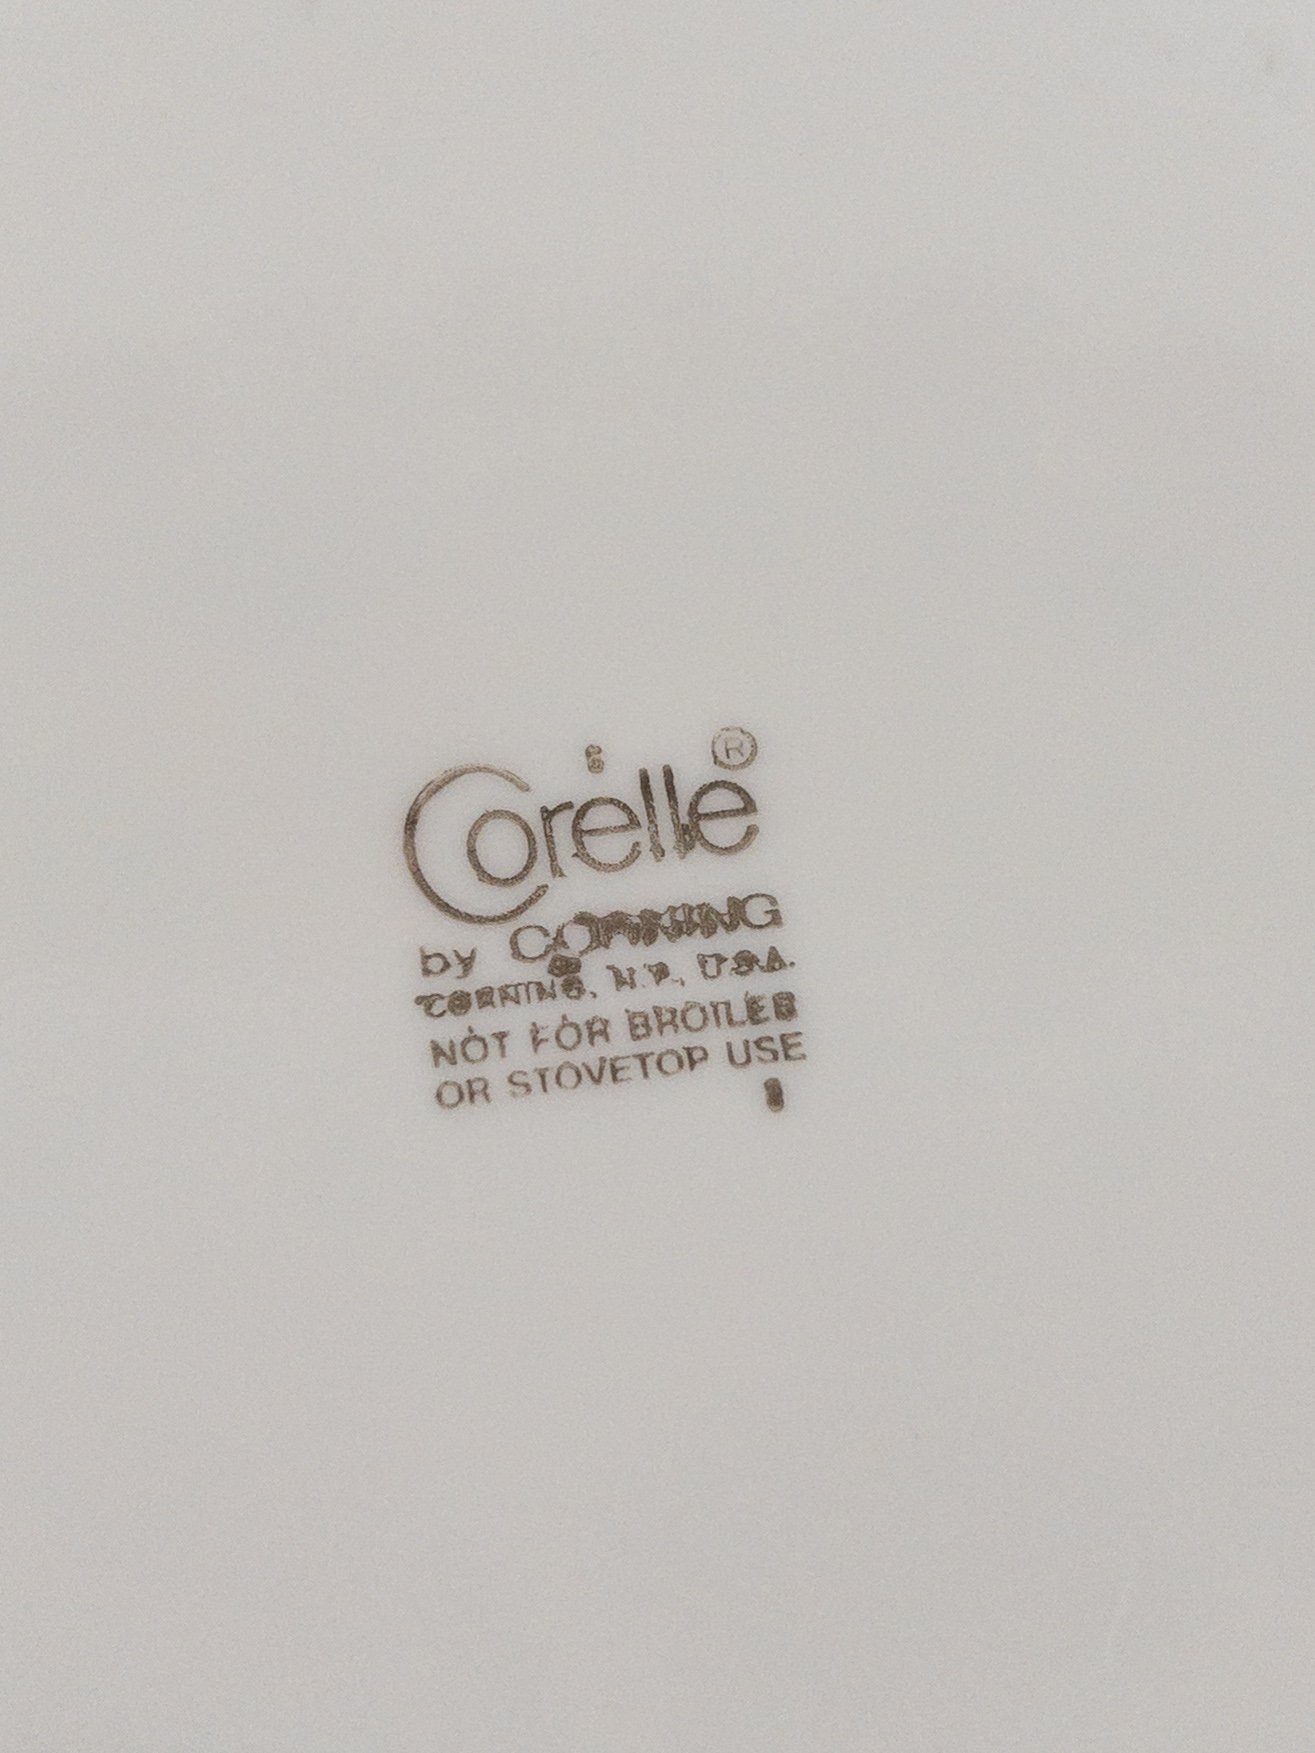 Corelle®
by CORNING
CORNING, N.Y., U.S.A.
NOT FOR BROILER
OR STOVETOP USE